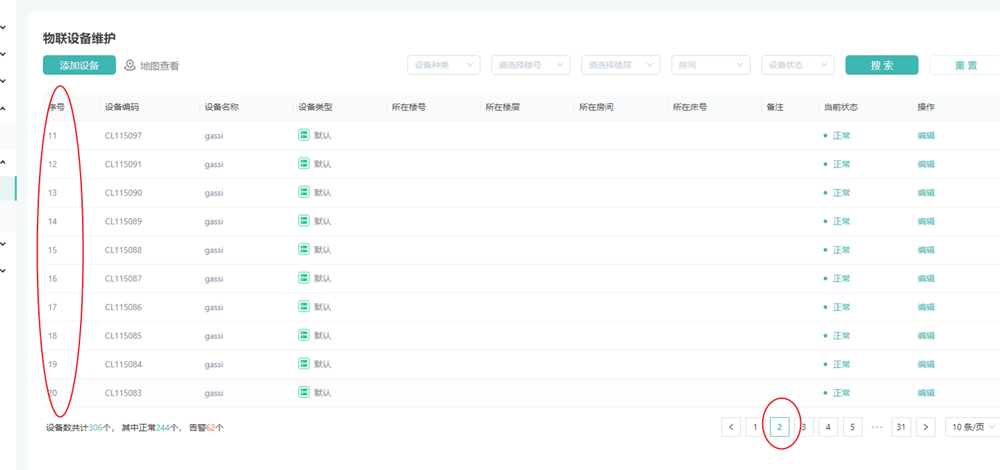 物联设备维护
添加设备 地图查看 设备种类 请选择楼号 请选择楼层 房间 设备状态 搜 索 重 置
序号 设备编码 设备名称 设备类型 所在楼号 所在楼层 所在房间 所在床号 备注 当前状态 操作
11 CL115097 gassi 默认 正常 编辑
12 CL115091 gassi 默认 正常 编辑
13 CL115090 gassi 默认 正常 编辑
14 CL115089 gassi 默认 正常 编辑
15 CL115088 gassi 默认 正常 编辑
16 CL115087 gassi 默认 正常 编辑
17 CL115086 gassi 默认 正常 编辑
18 CL115085 gassi 默认 正常 编辑
19 CL115084 gassi 默认 正常 编辑
20 CL115083 gassi 默认 正常 编辑
设备数共计306个， 其中正常244个， 告警62个 < 1 2 3 4 5 ••• 31 > 10 条/页